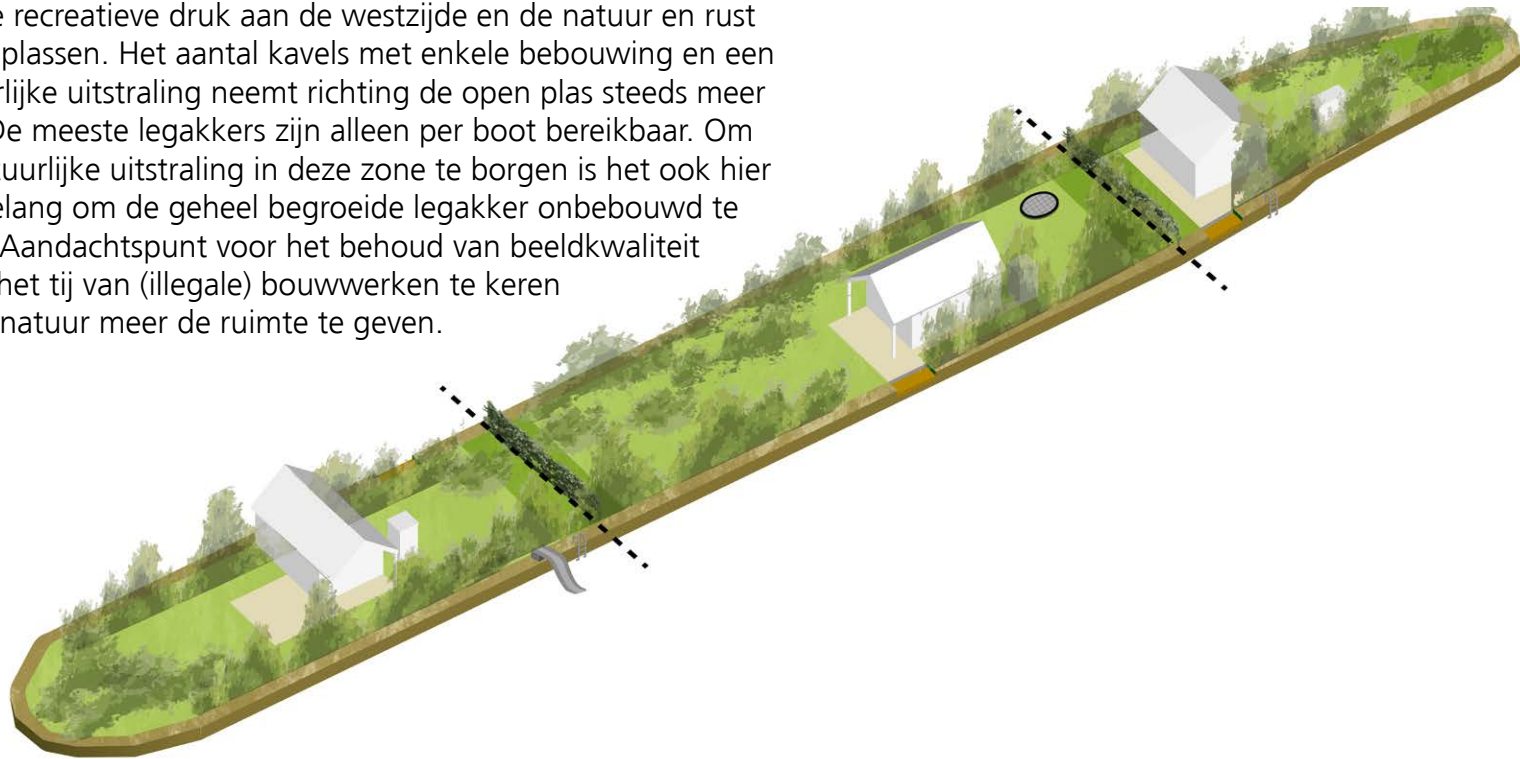 recreatieve druk aan de westzijde en de natuur en rust
plassen. Het aantal kavels met enkele bebouwing en een
rlijke uitstraling neemt richting de open plas steeds meer
De meeste legakkers zijn alleen per boot bereikbaar. Om
tuurlijke uitstraling in deze zone te borgen is het ook hier
elang om de geheel begroeide legakker onbebouwd te
Aandachtspunt voor het behoud van beeldkwaliteit
het tij van (illegale) bouwwerken te keren
natuur meer de ruimte te geven.